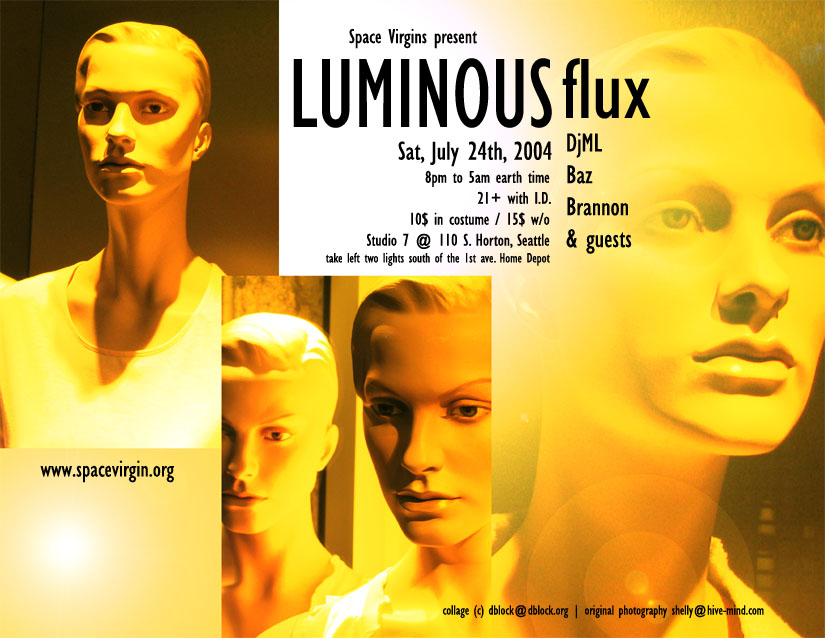 Space Virgins present
LUMINOUS flux
Sat, July 24th, 2004
8pm to 5am earth time
21+ with I.D.
10$ in costume / 15$ w/o
Studio 7 @ 110 S. Horton, Seattle
take left two lights south of the 1st ave. Home Depot
DjML
Baz
Brannon
& guests
www.spacevirgin.org
collage (c) dblock@dblock.org | original photography shelly@hive-mind.com